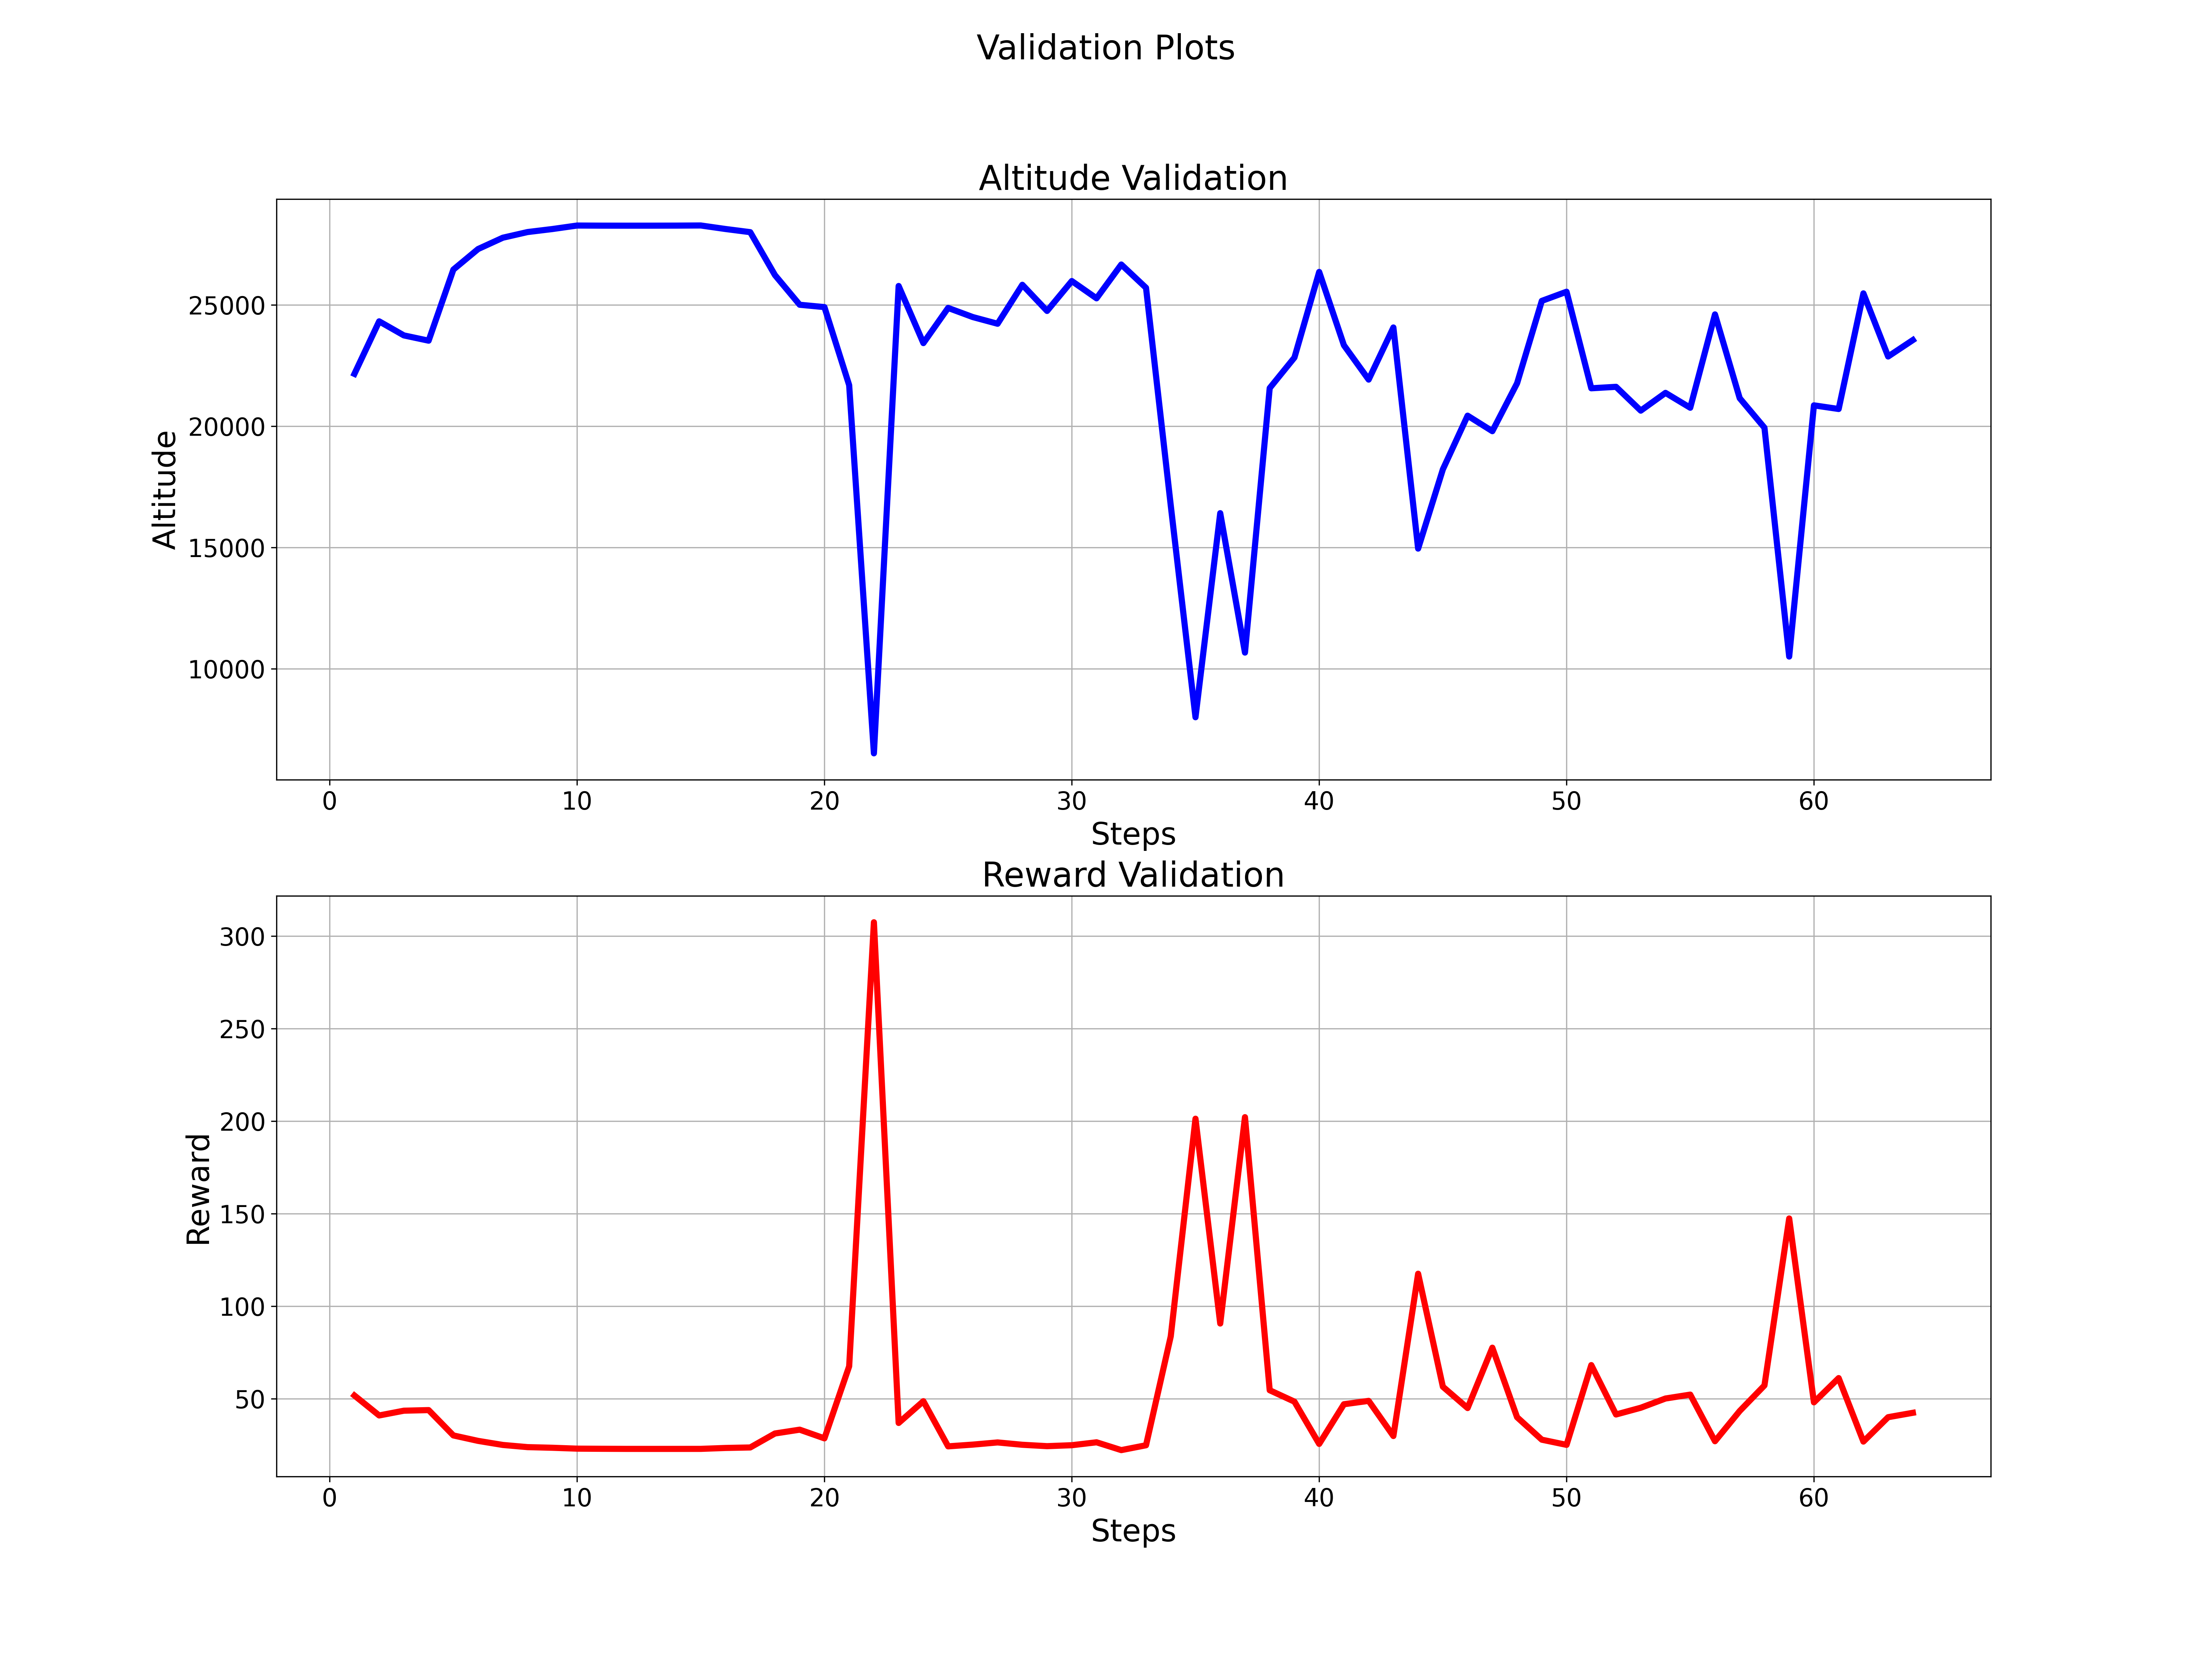 Validation Plots
Altitude Validation
25000
20000
15000
10000
Altitude
0 10 20 30 40 50 60
Steps
Reward Validation
300
250
200
150
100
50
Reward
0 10 20 30 40 50 60
Steps